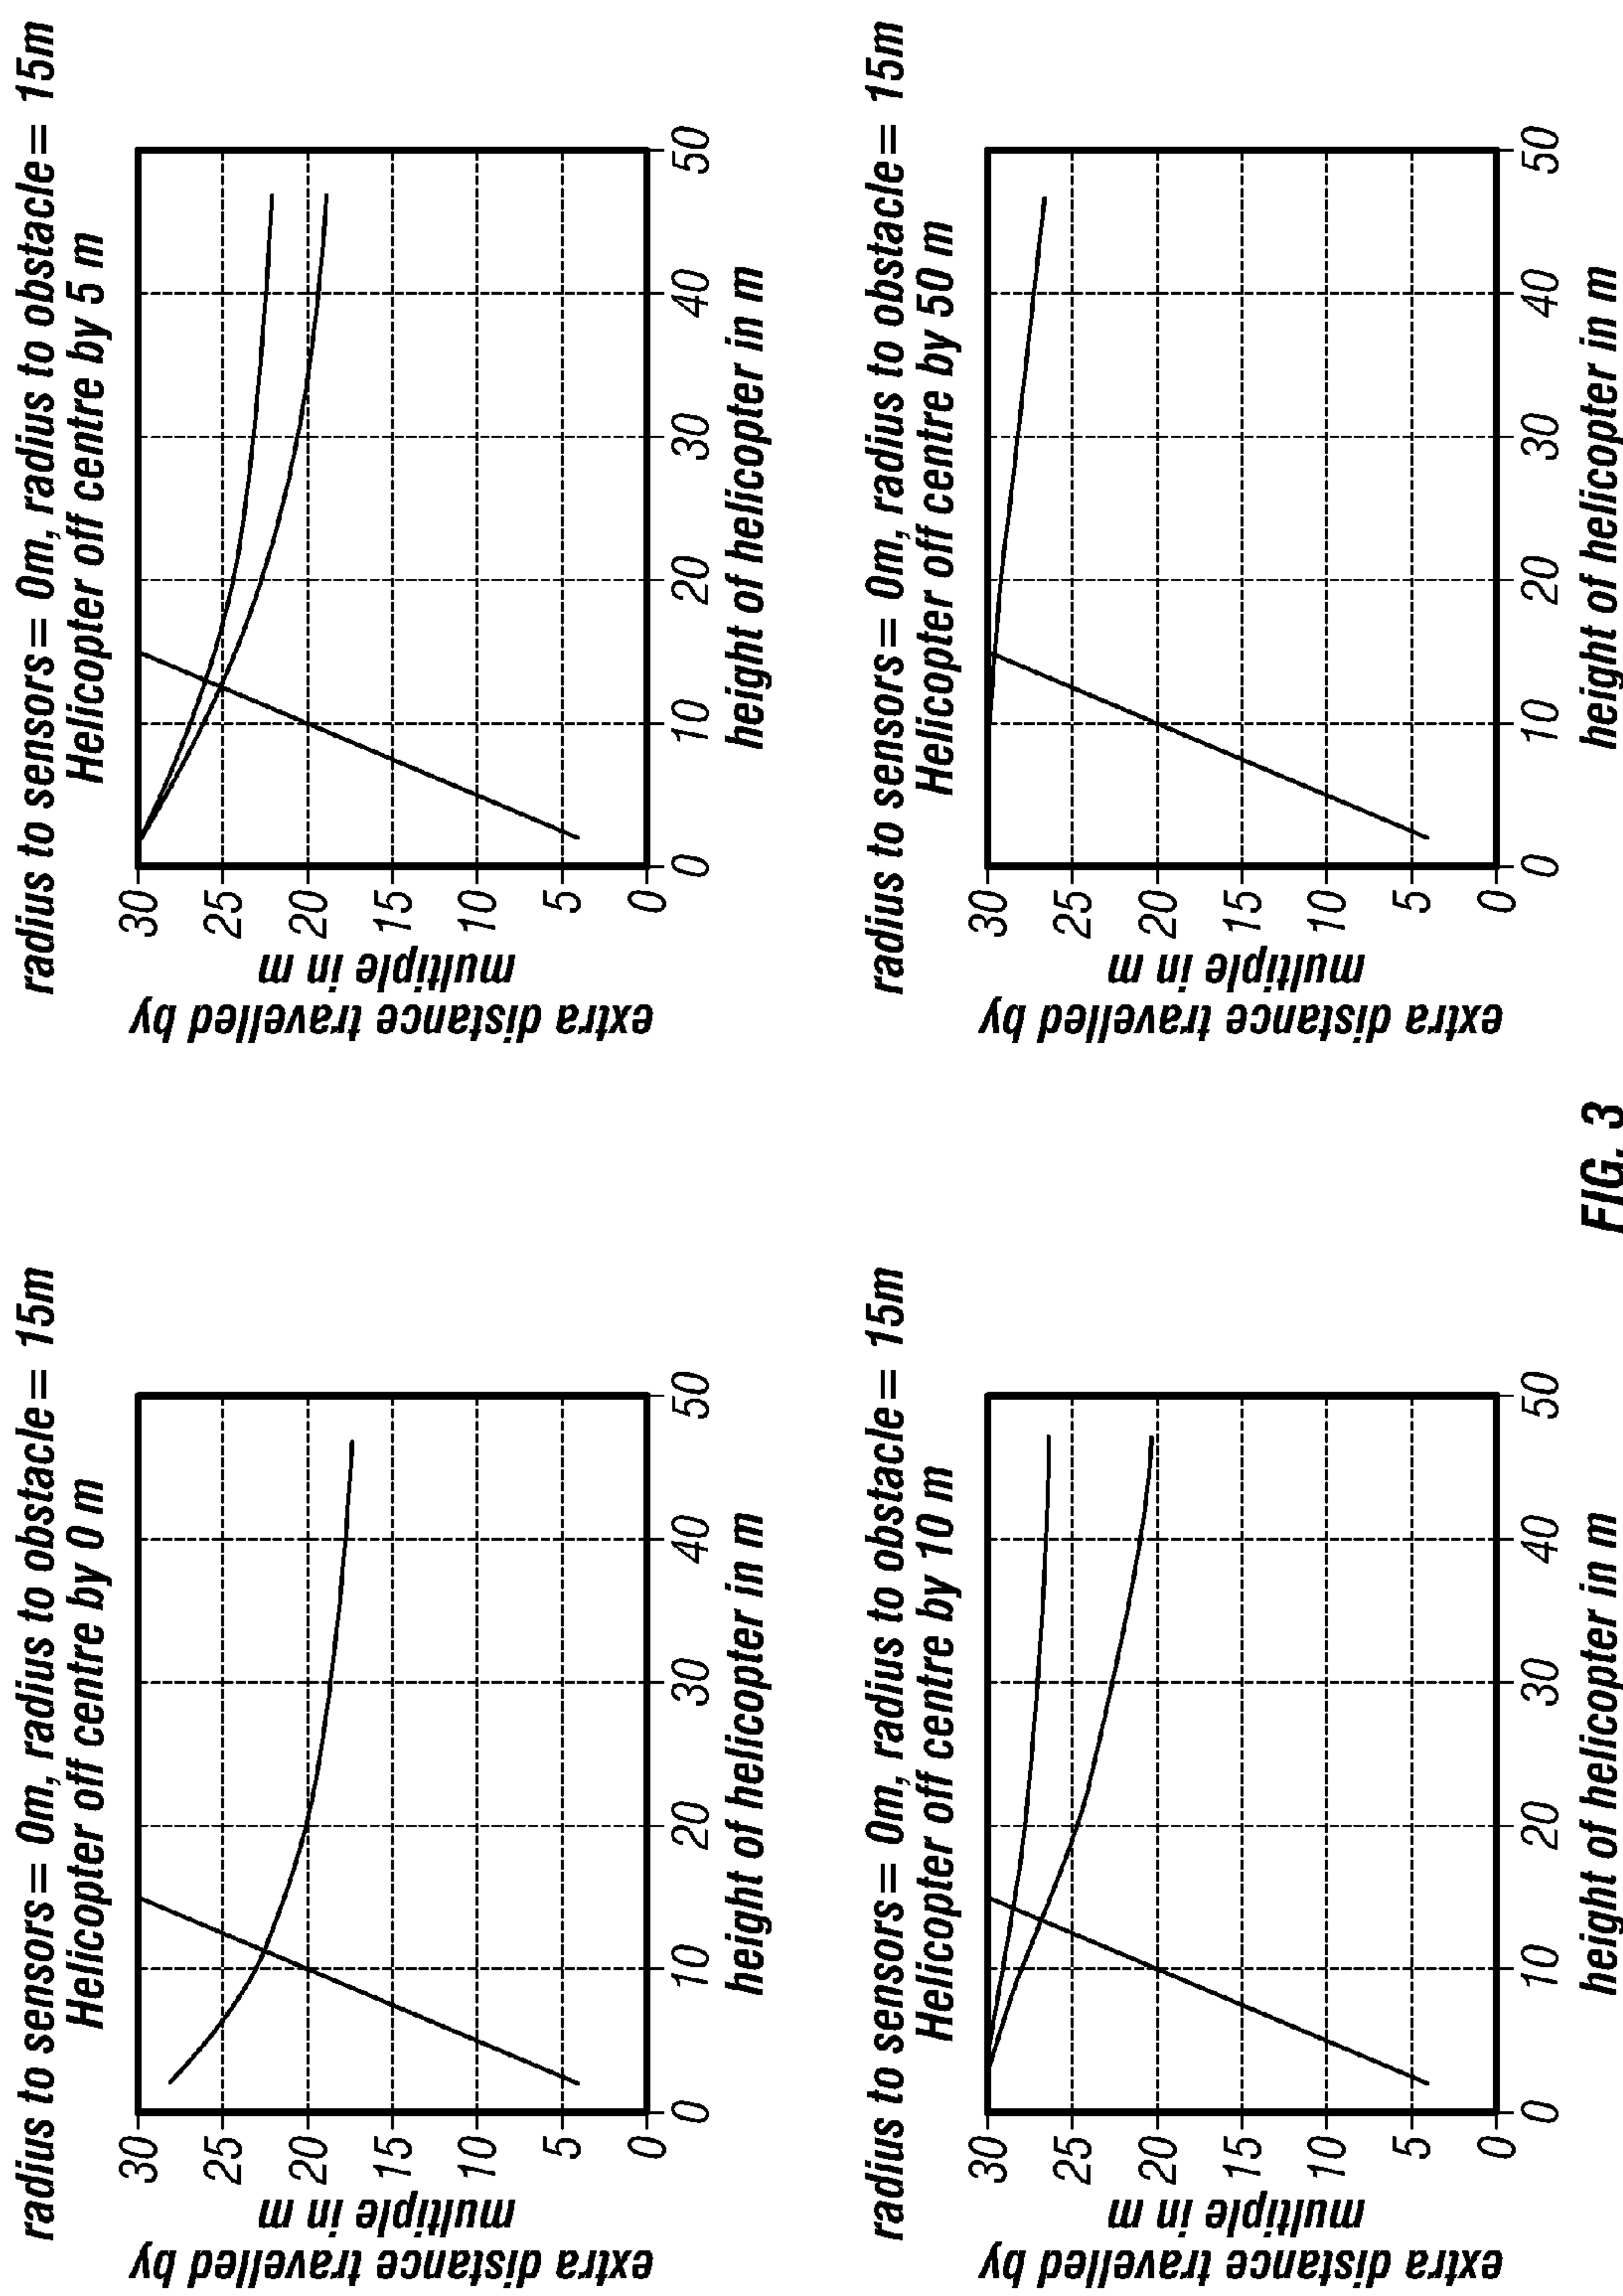 radius to sensors= 0m, radius to obstacle= 15m
Helicopter off centre by 0 m
extra distance travelled by
multiple in m
30
25
20
15
10
5
0
0 10 20 30 40 50
height of helicopter in m
radius to sensors= 0m, radius to obstacle= 15m
Helicopter off centre by 5 m
extra distance travelled by
multiple in m
30
25
20
15
10
5
0
0 10 20 30 40 50
height of helicopter in m
radius to sensors= 0m, radius to obstacle= 15m
Helicopter off centre by 10 m
extra distance travelled by
multiple in m
30
25
20
15
10
5
0
0 10 20 30 40 50
height of helicopter in m
radius to sensors= 0m, radius to obstacle= 15m
Helicopter off centre by 50 m
extra distance travelled by
multiple in m
30
25
20
15
10
5
0
0 10 20 30 40 50
height of helicopter in m
FIG. 3